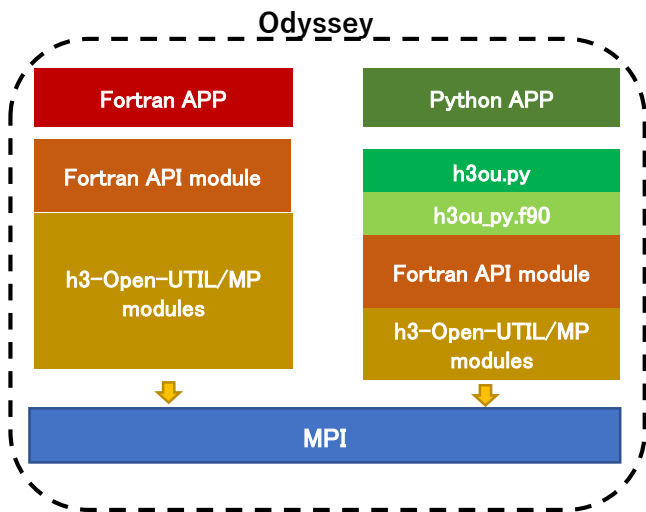 Odyssey
Fortran APP
Fortran API module
h3-Open-UTIL/MP
modules
Python APP
h3ou.py
h3ou_py.f90
Fortran API module
h3-Open-UTIL/MP
modules
MPI